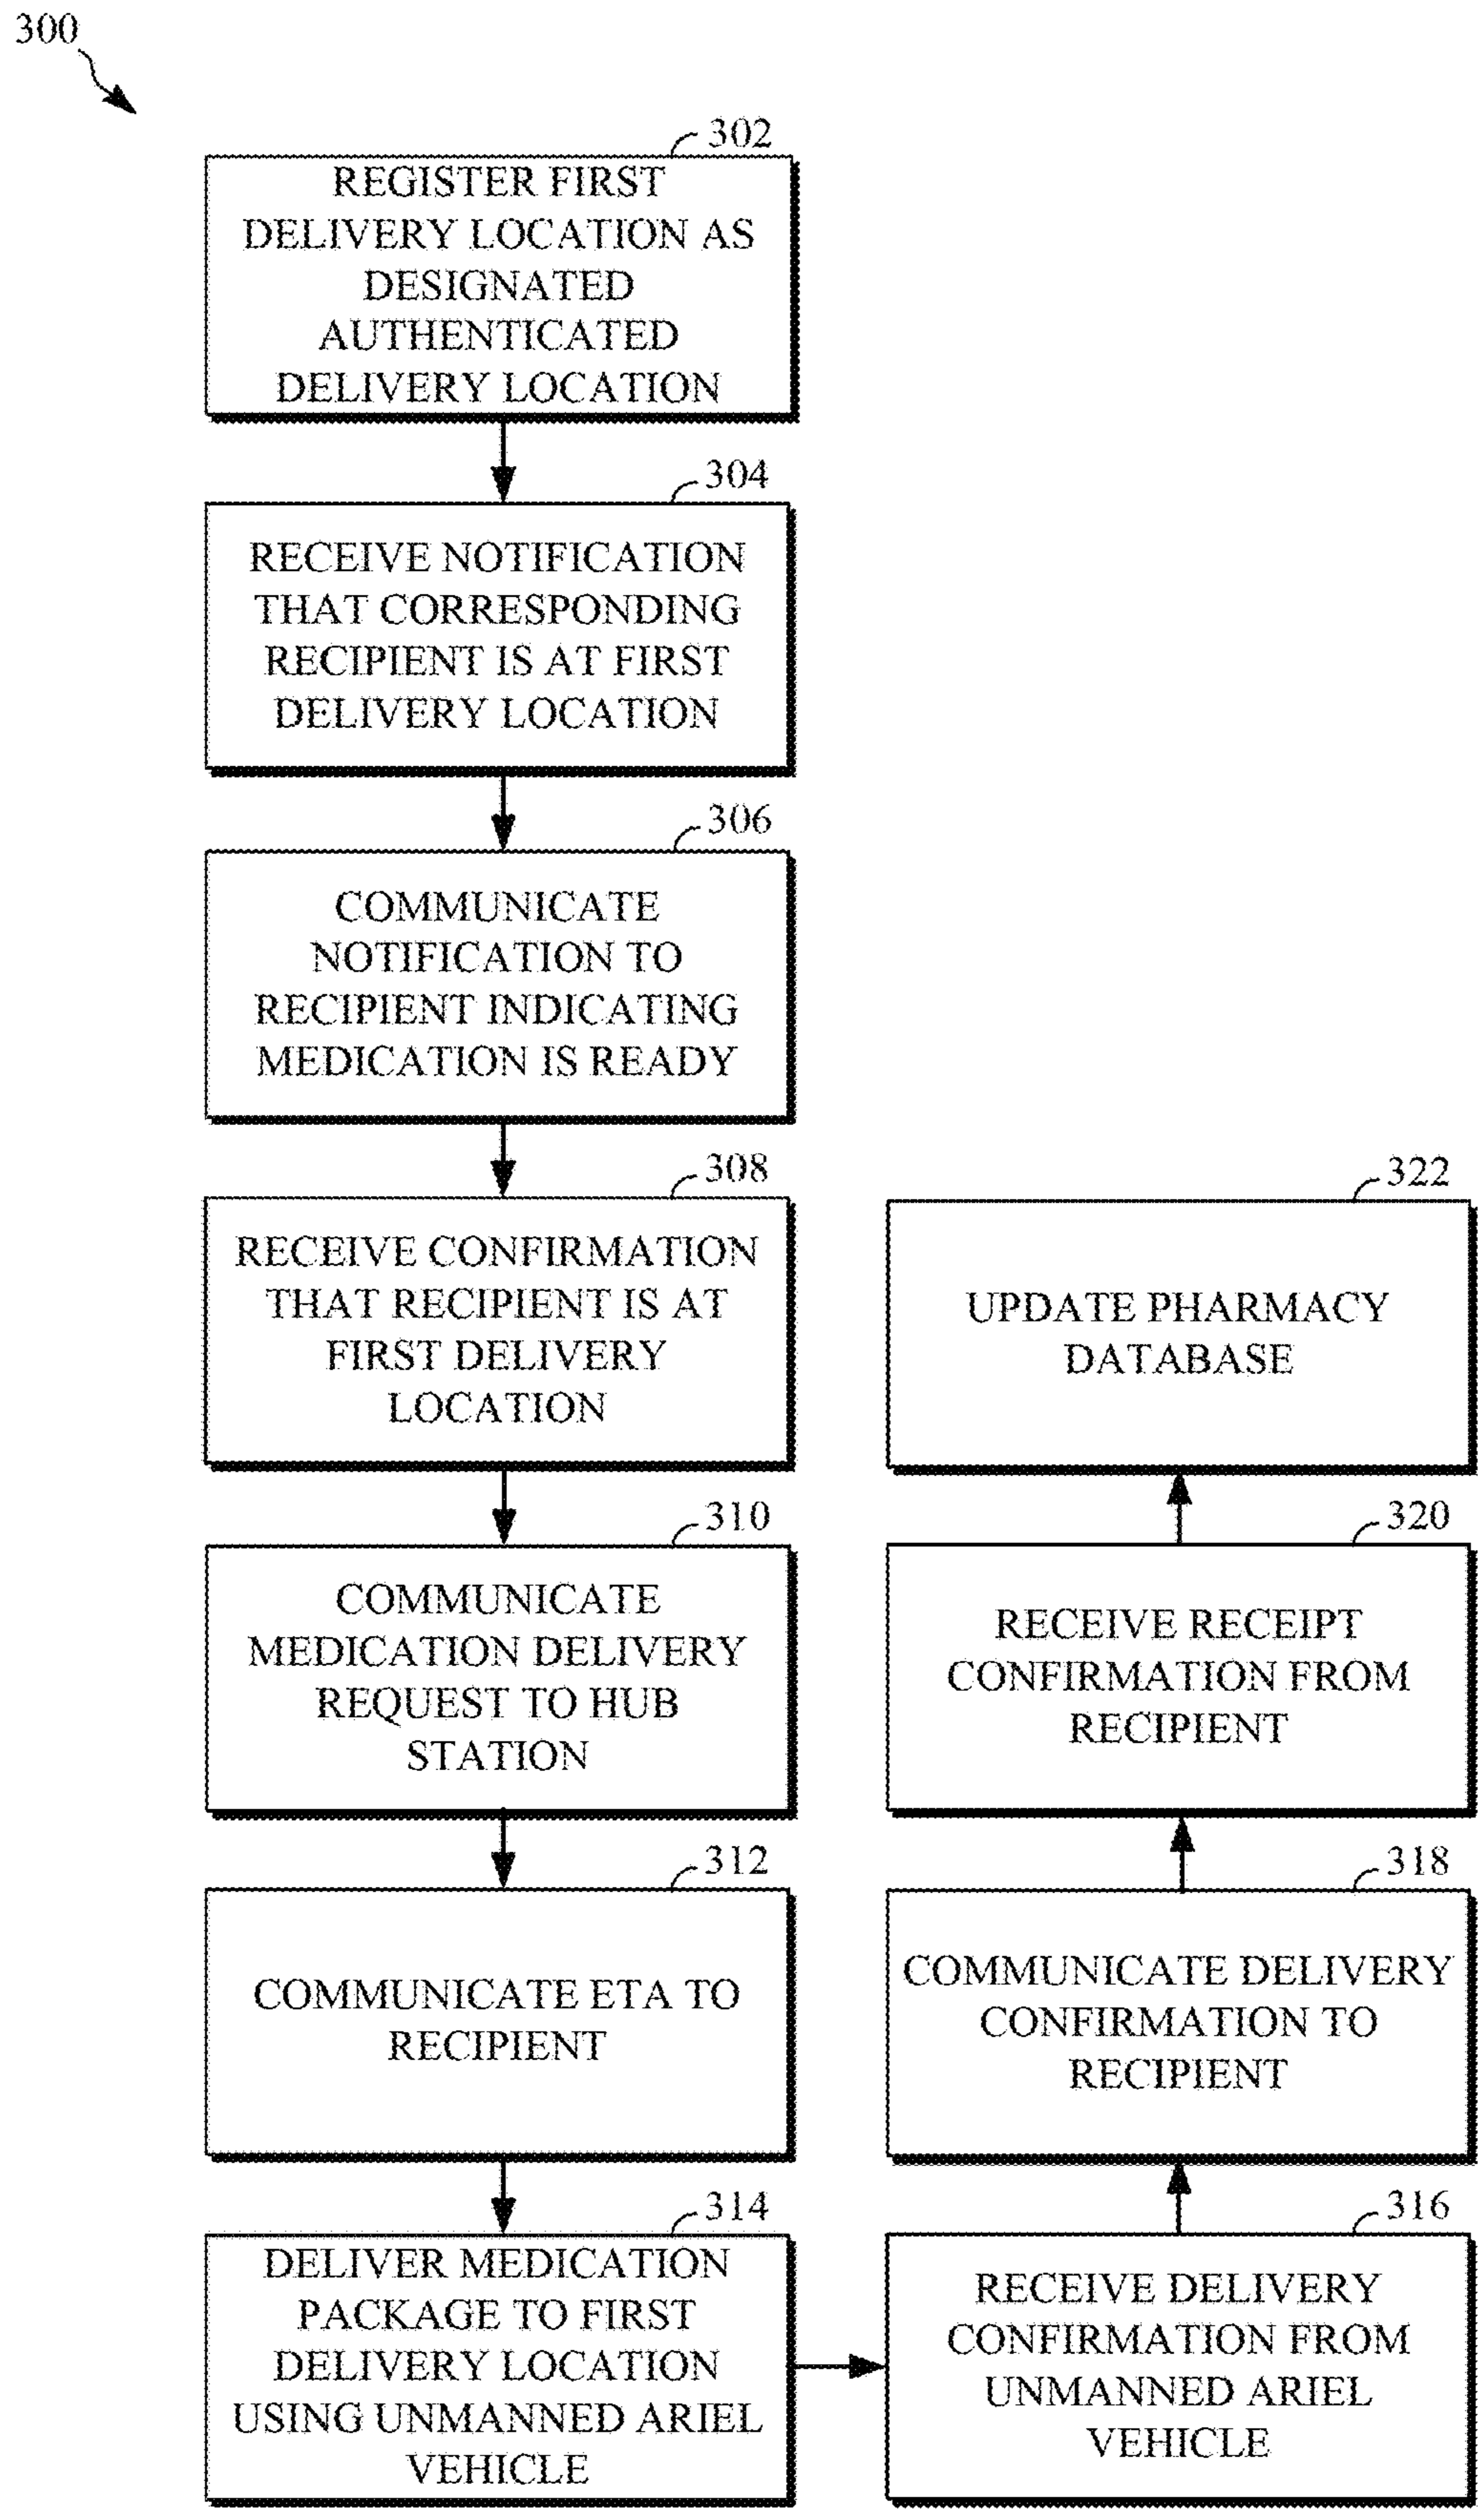 300
302
REGISTER FIRST
DELIVERY LOCATION AS
DESIGNATED
AUTHENTICATED
DELIVERY LOCATION
304
RECEIVE NOTIFICATION
THAT CORRESPONDING
RECIPIENT IS AT FIRST
DELIVERY LOCATION
306
COMMUNICATE
NOTIFICATION TO
RECIPIENT INDICATING
MEDICATION IS READY
308
RECEIVE CONFIRMATION
THAT RECIPIENT IS AT
FIRST DELIVERY
LOCATION
310
COMMUNICATE
MEDICATION DELIVERY
REQUEST TO HUB
STATION
312
COMMUNICATE ETA TO
RECIPIENT
314
DELIVER MEDICATION
PACKAGE TO FIRST
DELIVERY LOCATION
USING UNMANNED ARIEL
VEHICLE
316
RECEIVE DELIVERY
CONFIRMATION FROM
UNMANNED ARIEL
VEHICLE
318
COMMUNICATE DELIVERY
CONFIRMATION TO
RECIPIENT
320
RECEIVE RECEIPT
CONFIRMATION FROM
RECIPIENT
322
UPDATE PHARMACY
DATABASE